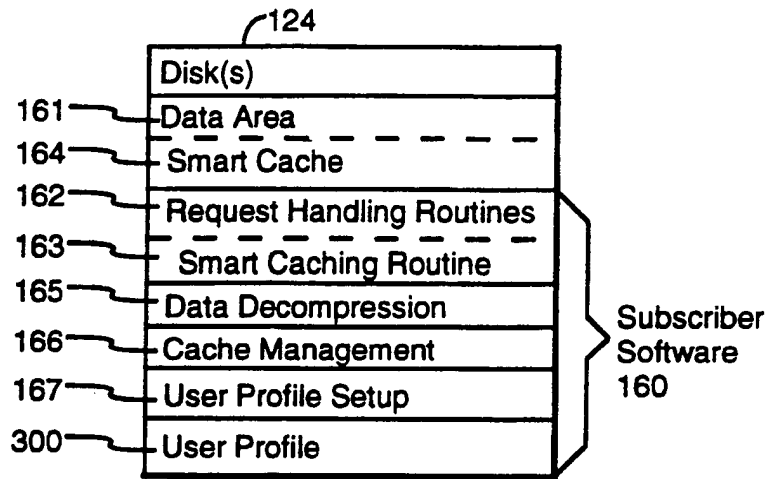 124
Disk(s)
161 Data Area
164 Smart Cache
162 Request Handling Routines
163 Smart Caching Routine
165 Data Decompression
166 Cache Management
167 User Profile Setup
300 User Profile
Subscriber
Software
160